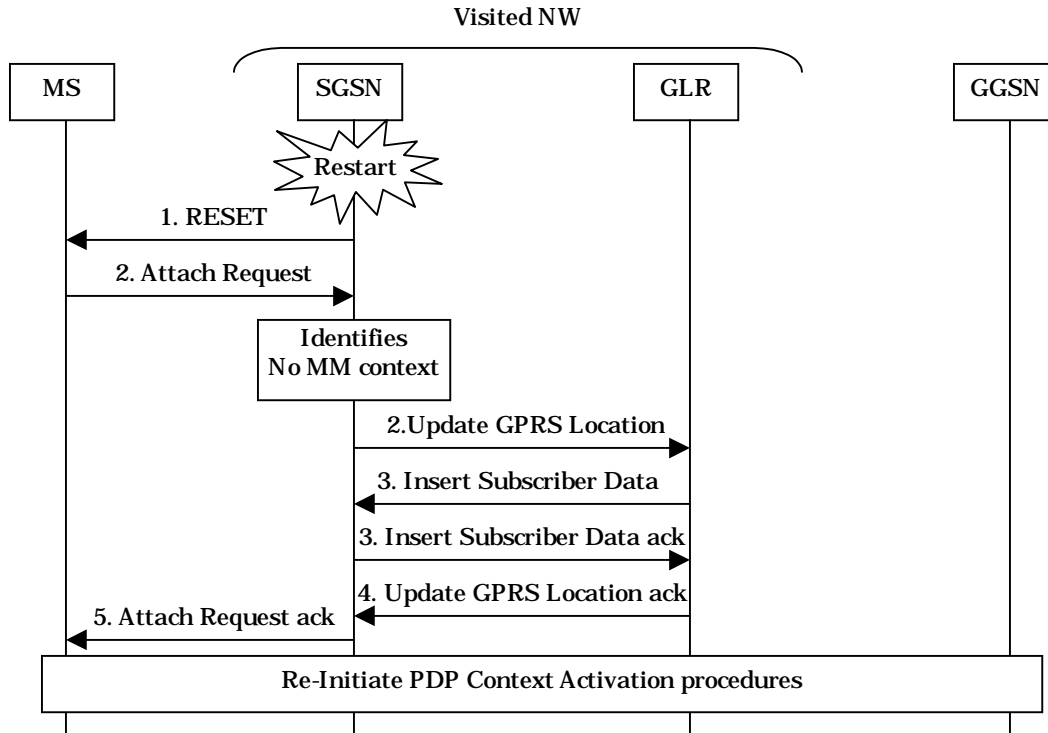 Visited NW
MS
SGSN
GLR
GGSN
Restart
1. RESET
2. Attach Request
Identifies
No MM context
2.Update GPRS Location
3. Insert Subscriber Data
3. Insert Subscriber Data ack
4. Update GPRS Location ack
5. Attach Request ack
Re-Initiate PDP Context Activation procedures